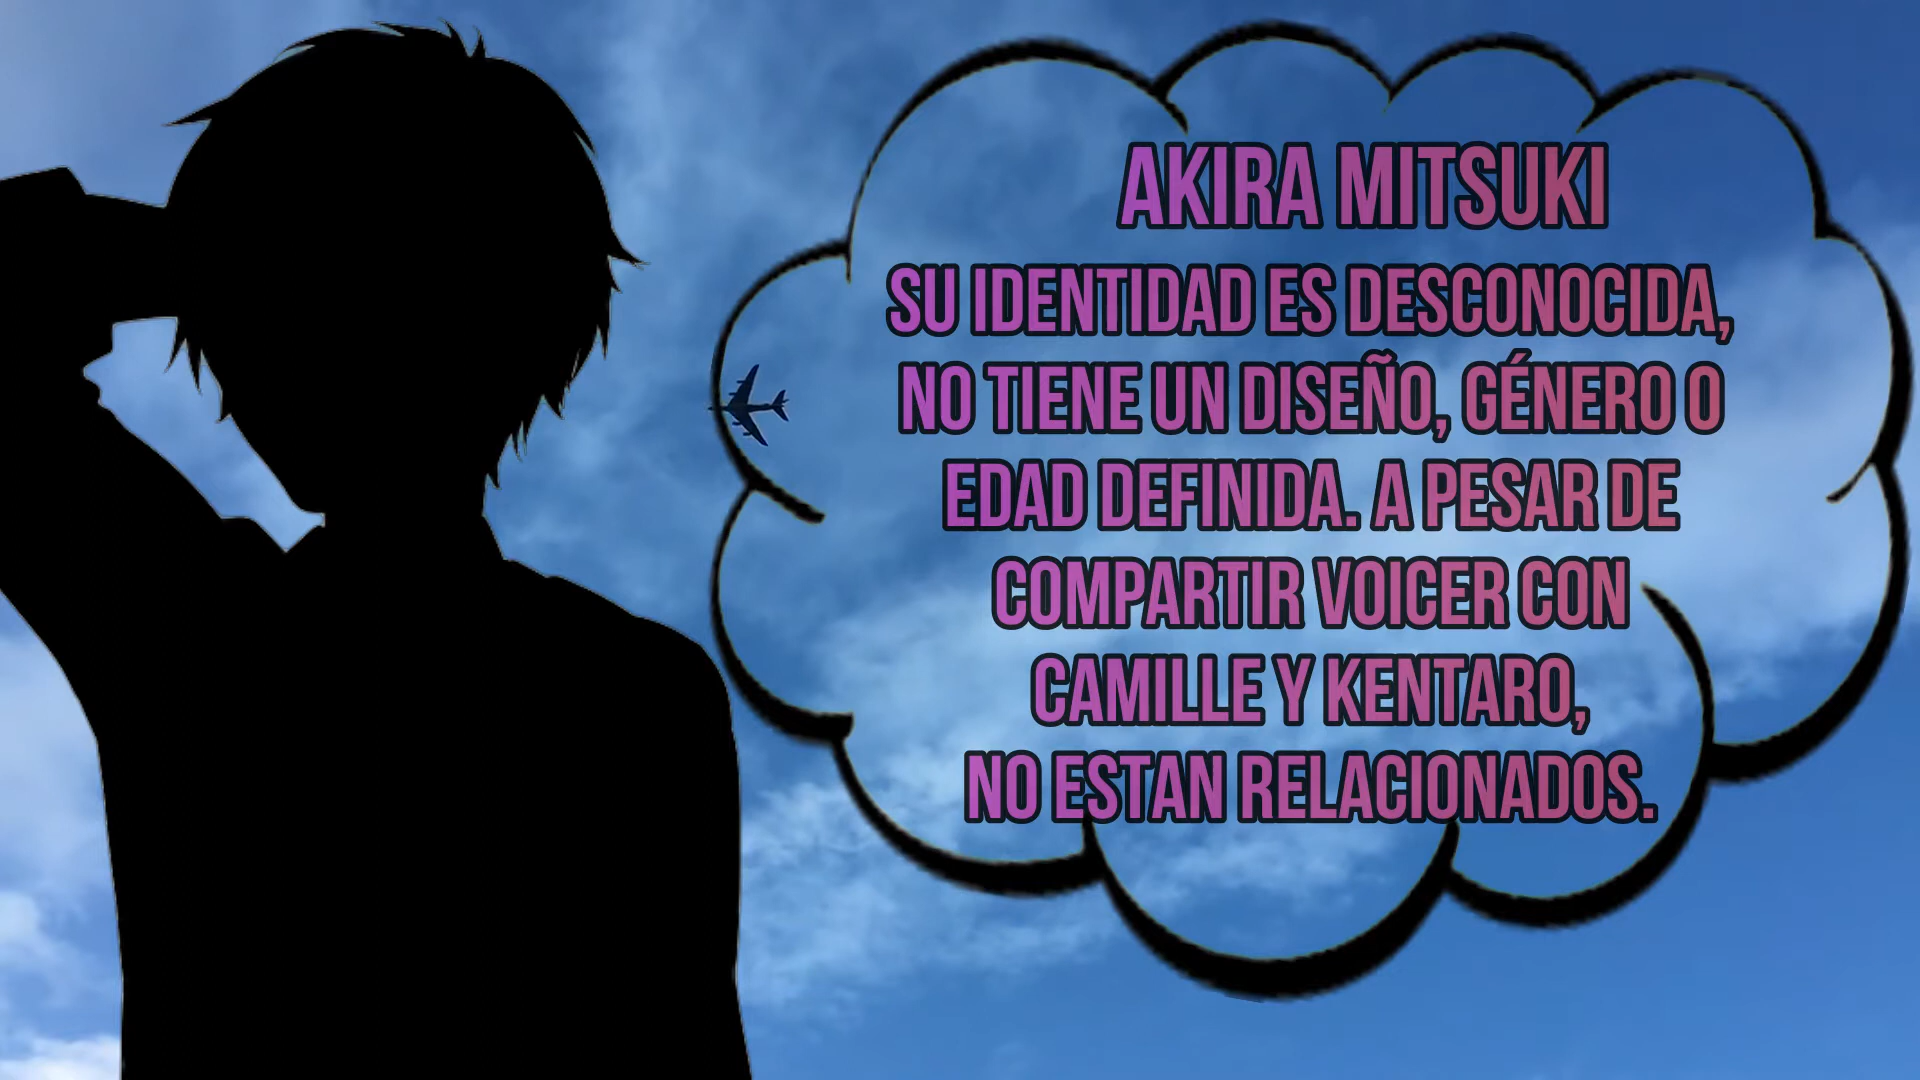 AKIRA MITSUKI
SU IDENTIDAD ES DESCONOCIDA,
NO TIENE UN DISEÑO, GÉNERO O
EDAD DEFINIDA. A PESAR DE
COMPARTIR VOICER CON
CAMILLE Y KENTARO,
NO ESTAN RELACIONADOS.